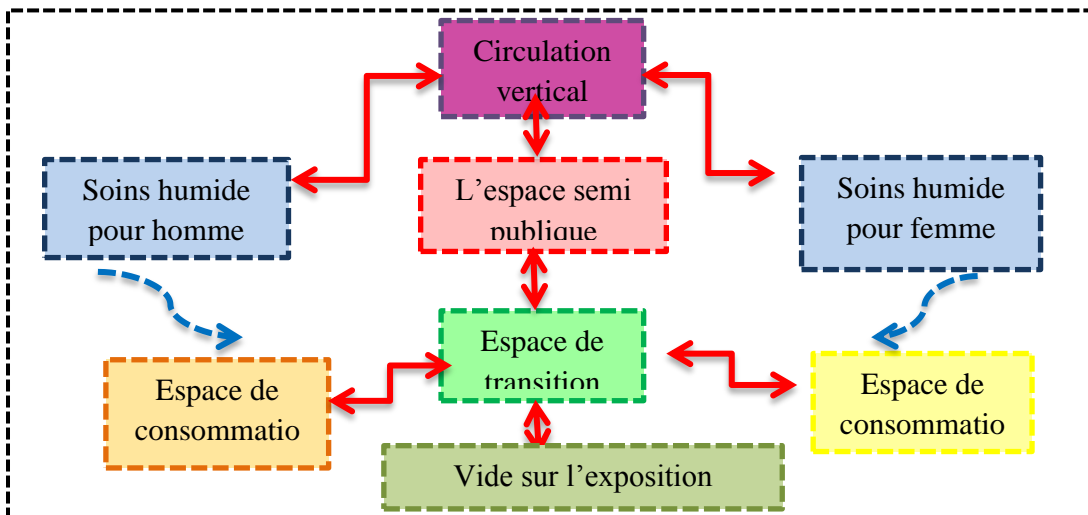 Circulation
vertical
Soins humide
pour homme
L’espace semi
publique
Soins humide
pour femme
Espace de
consommatio
Espace de
transition
Espace de
consommatio
Vide sur l’exposition